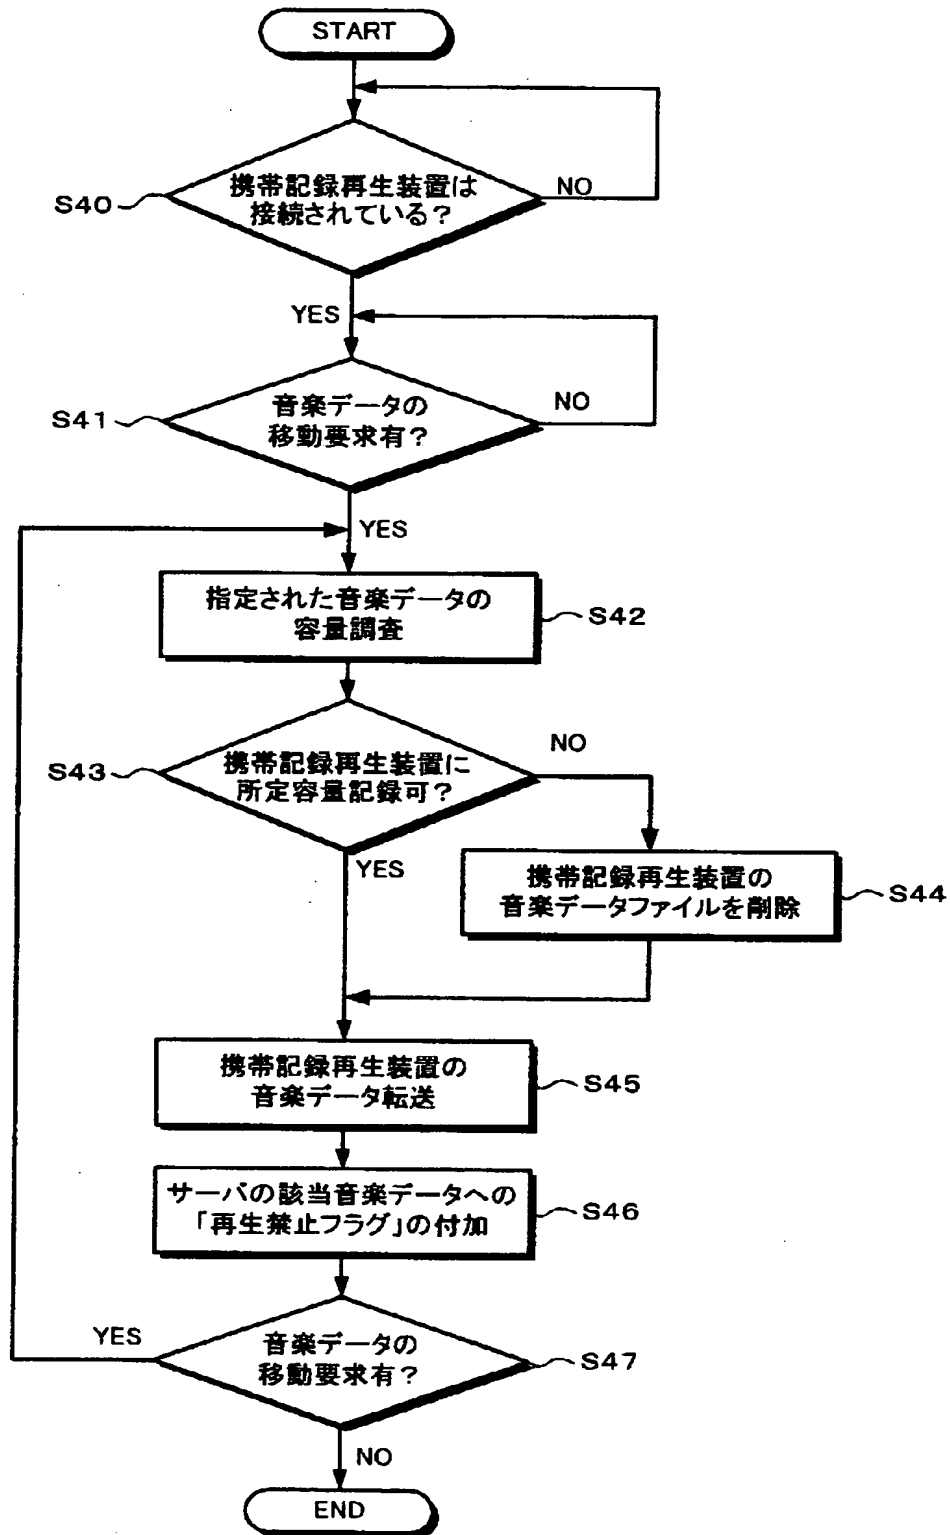 START
S40
携帯記録再生装置は
接続されている？
NO
YES
S41
音楽データの
移動要求有？
NO
YES
指定された音楽データの
容量調査
S42
S43
携帯記録再生装置に
所定容量記録可？
NO
YES
携帯記録再生装置の
音楽データファイルを削除
S44
携帯記録再生装置の
音楽データ転送
S45
サーバの該当音楽データへの
「再生禁止フラグ」の付加
S46
YES
音楽データの
移動要求有？
S47
NO
END